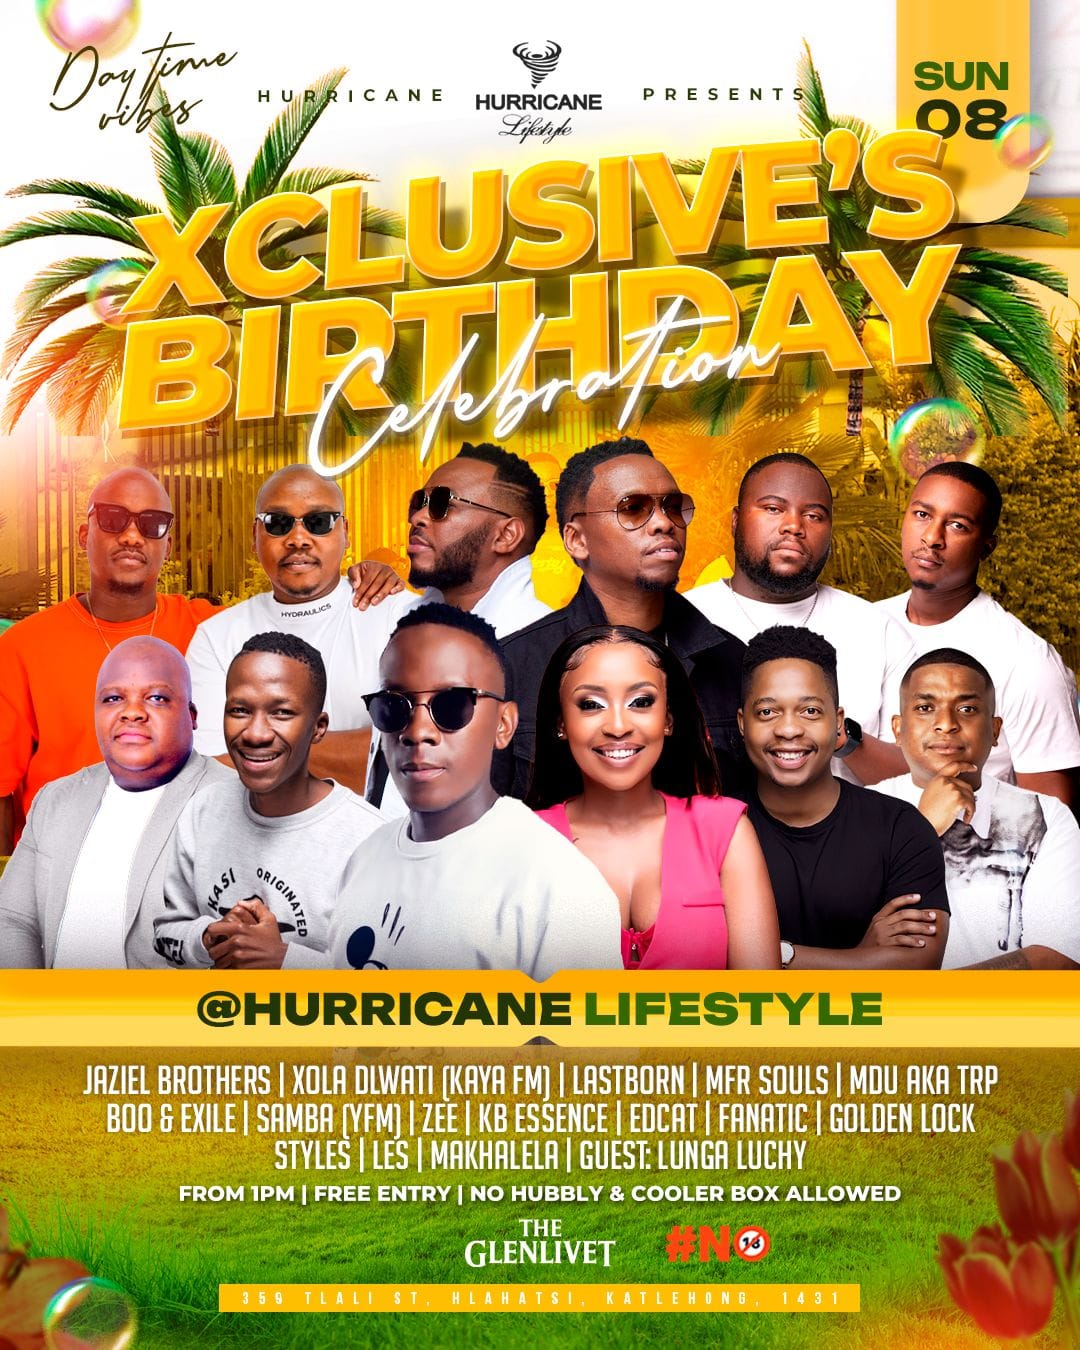 Day time
vibes
HURRICANE
HURRICANE
Lifestyle
PRESENTS
SUN
08
XCLUSIVE'S
BIRTHDAY
Celebration
HYDRAULICS
KASI ORIGINATED
@HURRICANE LIFESTYLE
JAZIEL BROTHERS | XOLA DLWATI (KAYA FM) | LASTBORN | MFR SOULS | MDU AKA TRP
BOO & EXILE | SAMBA (YFM) | ZEE | KB ESSENCE | EDCAT | FANATIC | GOLDEN LOCK
STYLES | LES | MAKHALELA | GUEST: LUNGA LUCHY
FROM 1PM | FREE ENTRY | NO HUBBLY & COOLER BOX ALLOWED
THE
GLENLIVET
#NO 18
359 TLALI ST, HLAHATSI, KATLEHONG, 1431